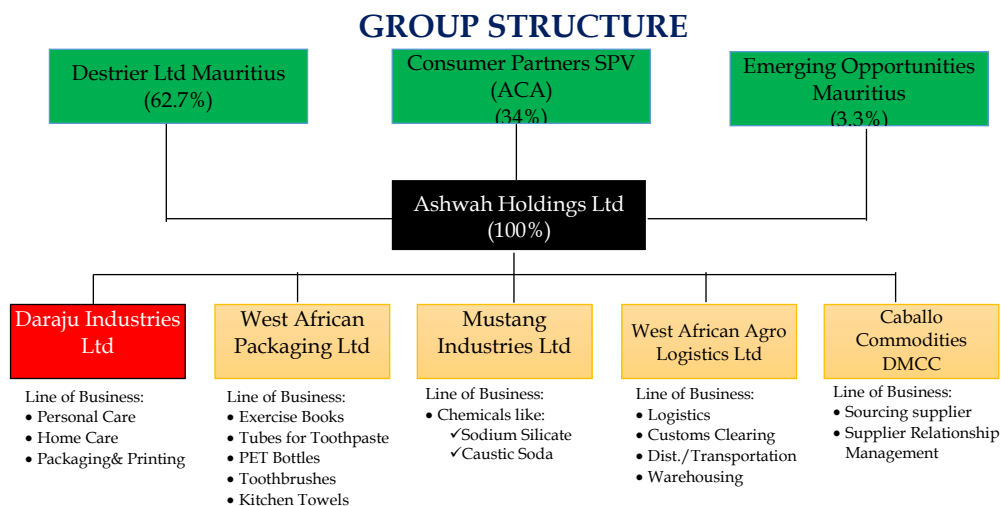 GROUP STRUCTURE
Destrier Ltd Mauritius
(62.7%)
Consumer Partners SPV
(ACA)
(34%)
Emerging Opportunities
Mauritius
(3.3%)
Ashwah Holdings Ltd
(100%)
Daraju Industries
Ltd
Line of Business:
• Personal Care
• Home Care
• Packaging& Printing
West African
Packaging Ltd
Line of Business:
• Exercise Books
• Tubes for Toothpaste
• PET Bottles
• Toothbrushes
• Kitchen Towels
Mustang
Industries Ltd
Line of Business:
• Chemicals like:
✓Sodium Silicate
✓Caustic Soda
West African Agro
Logistics Ltd
Line of Business:
• Logistics
• Customs Clearing
• Dist./Transportation
• Warehousing
Caballo
Commodities
DMCC
Line of Business:
• Sourcing supplier
• Supplier Relationship
Management